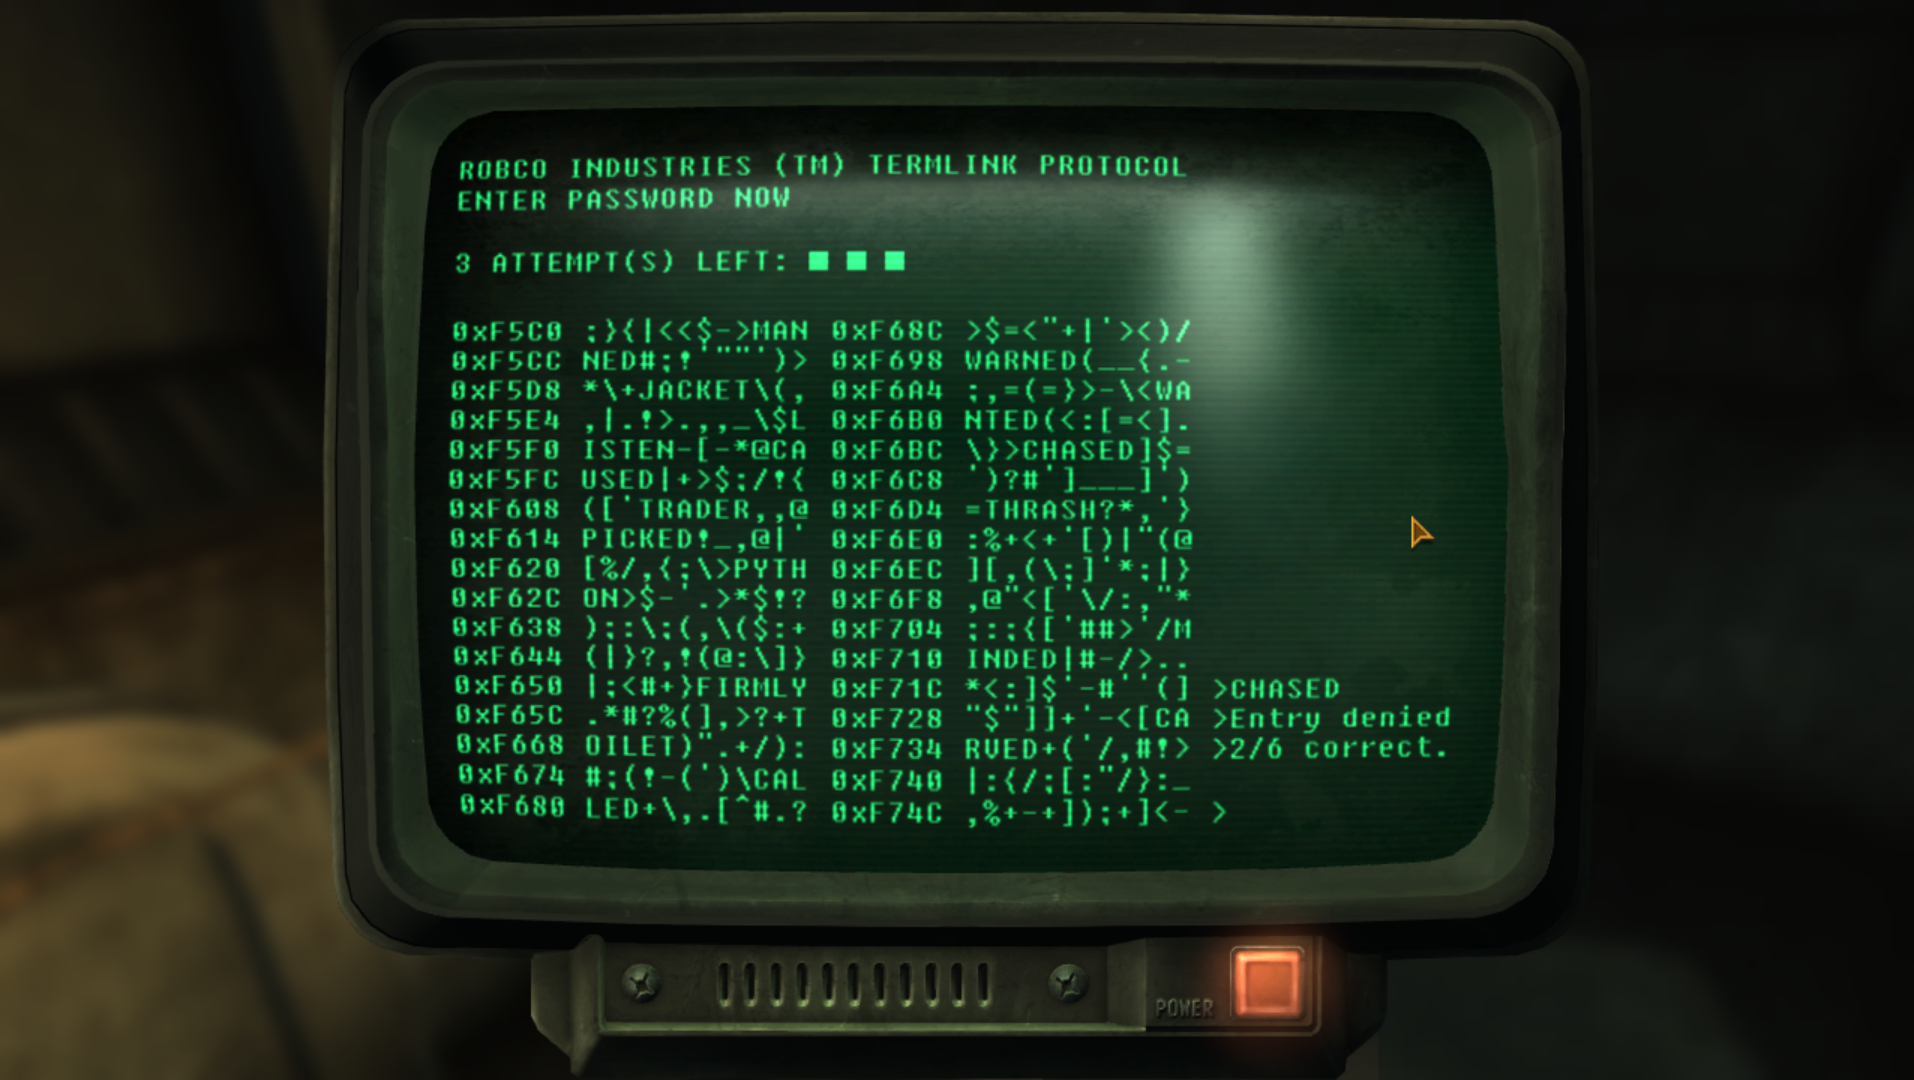 ROBCO INDUSTRIES (TM) TERMLINK PROTOCOL
ENTER PASSWORD NOW
3 ATTEMPT(S) LEFT: ■ ■ ■
0xF5C0 ;}{|<<$->MAN 0xF68C >$=<"+|'><)/
0xF5CC NED#;!'""')> 0xF698 WARNED(__{.-
0xF5D8 *\+JACKET\(, 0xF6A4 :,=(=}>-\<WA
0xF5E4 ,|.!>.,,_\$L 0xF6B0 NTED(<:[=<].
0xF5F0 ISTEN-[-*@CA 0xF6BC \}>CHASED]$=
0xF5FC USED|+>$;/!{ 0xF6C8 ')?#']___]')
0xF608 (['TRADER,,@ 0xF6D4 =THRASH?*,'}
0xF614 PICKED!_,@|' 0xF6E0 :%+<+'[)|"(@
0xF620 [%/,{;\>PYTH 0xF6EC ][,(\;]'*;|}
0xF62C ON>$-'.>*$!? 0xF6F8 ,@"<['\/:,"*
0xF638 );:\;(,\($:+ 0xF704 ;:;{['##>'/M
0xF644 (|}?,!(@:\]} 0xF710 INDED|#-/>..
0xF650 |;<#+}FIRMLY 0xF71C *<:]$'-#''(] >CHASED
0xF65C .*#?%(],>?+T 0xF728 "$"]]+'-<[CA >Entry denied
0xF668 OILET)".+/): 0xF734 RVED+('/,#!> >2/6 correct.
0xF674 #;(!-(')\CAL 0xF740 |:{/;[:"/}:_
0xF680 LED+\,.[^#.? 0xF74C ,%+-+]);+]<- >
POWER